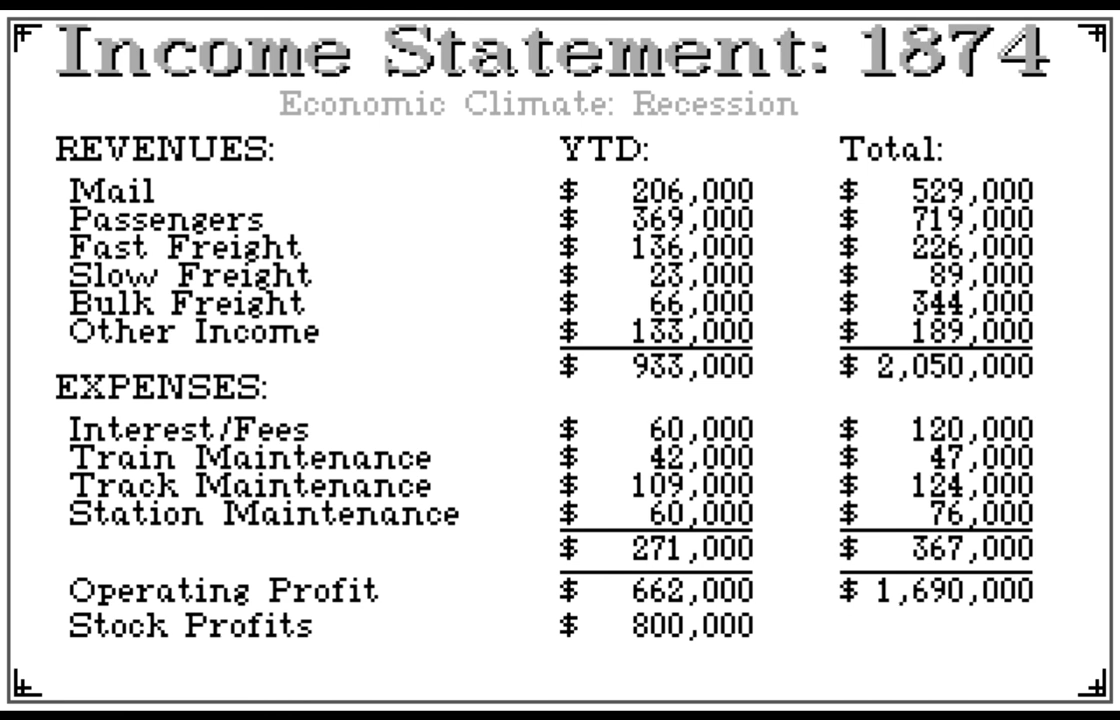 Income Statement: 1874
Economic Climate: Recession
REVENUES: YTD: Total:
Mail $ 206,000 $ 529,000
Passengers $ 369,000 $ 719,000
Fast Freight $ 136,000 $ 226,000
Slow Freight $ 23,000 $ 89,000
Bulk Freight $ 66,000 $ 344,000
Other Income $ 133,000 $ 189,000
$ 933,000 $ 2,050,000
EXPENSES:
Interest/Fees $ 60,000 $ 120,000
Train Maintenance $ 42,000 $ 47,000
Track Maintenance $ 109,000 $ 124,000
Station Maintenance $ 60,000 $ 76,000
$ 271,000 $ 367,000
Operating Profit $ 662,000 $ 1,690,000
Stock Profits $ 800,000